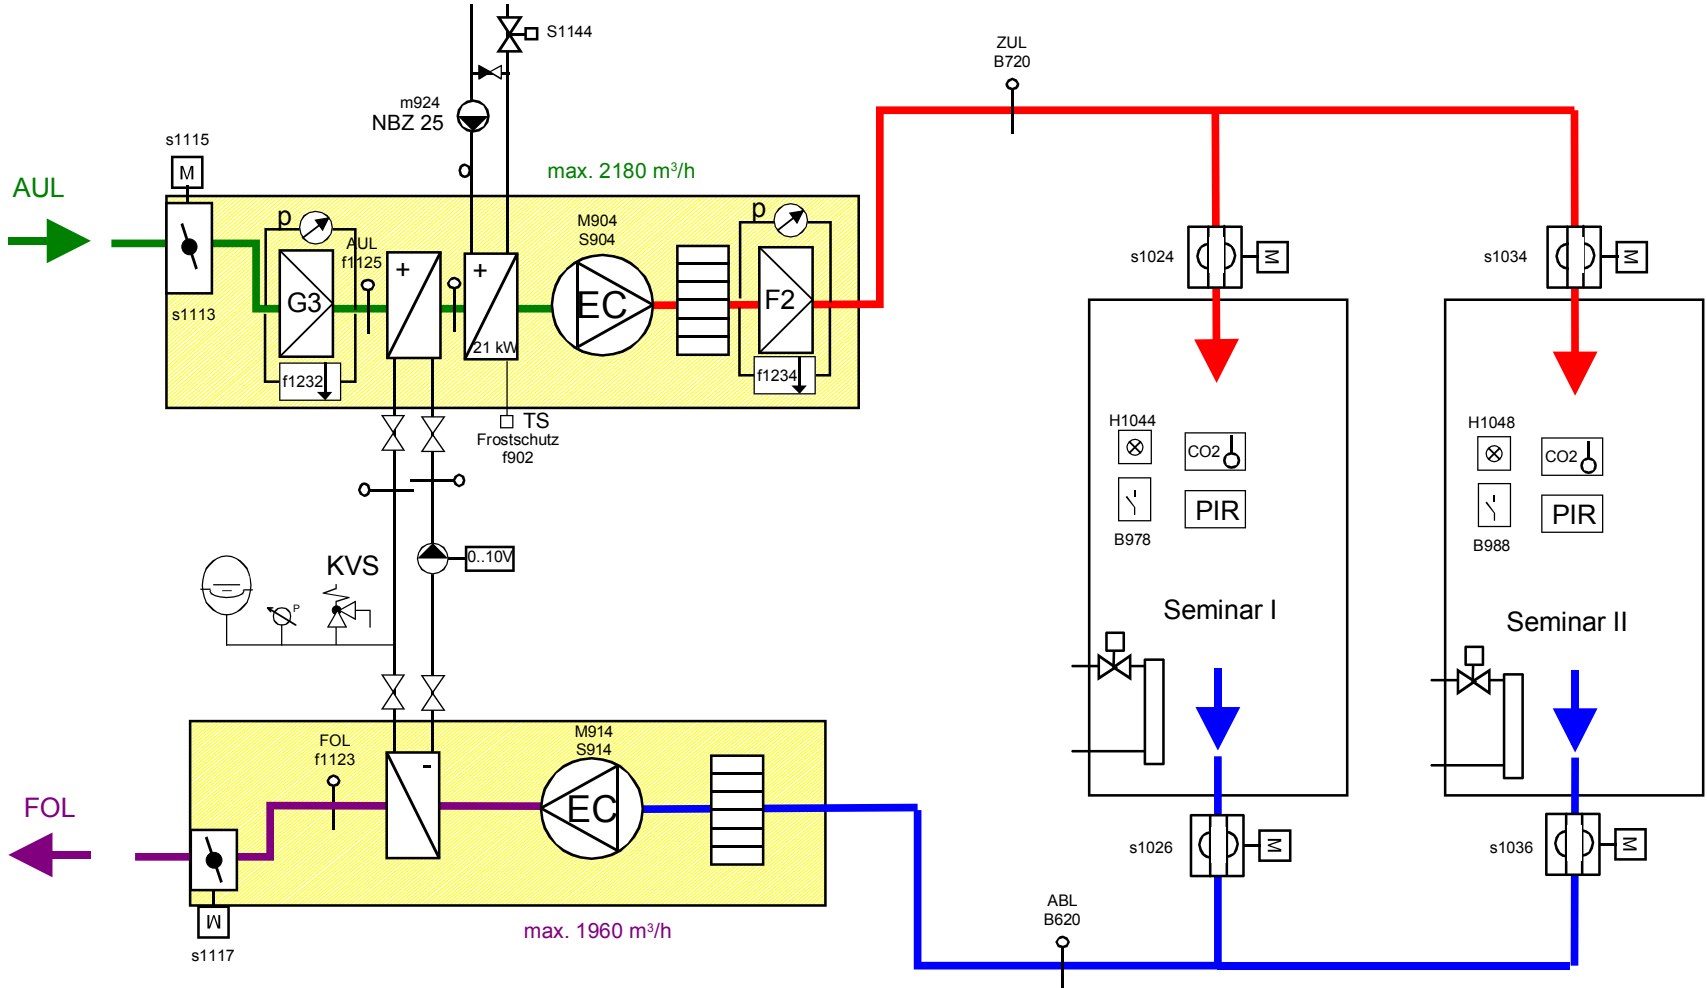 S1144
ZUL
B720
m924
NBZ 25
s1115
M
AUL
max. 2180 m³/h
p
AUL
f1125
M904
S904
p
s1024
M
s1034
M
+
+
G3
EC
F2
s1113
21 kW
f1232
f1234
TS
Frostschutz
f902
H1044
CO2
H1048
CO2
PIR
PIR
B978
B988
0..10V
KVS
P
Seminar I
Seminar II
FOL
f1123
M914
S914
-
FOL
EC
s1026
M
s1036
M
M
s1117
max. 1960 m³/h
ABL
B620